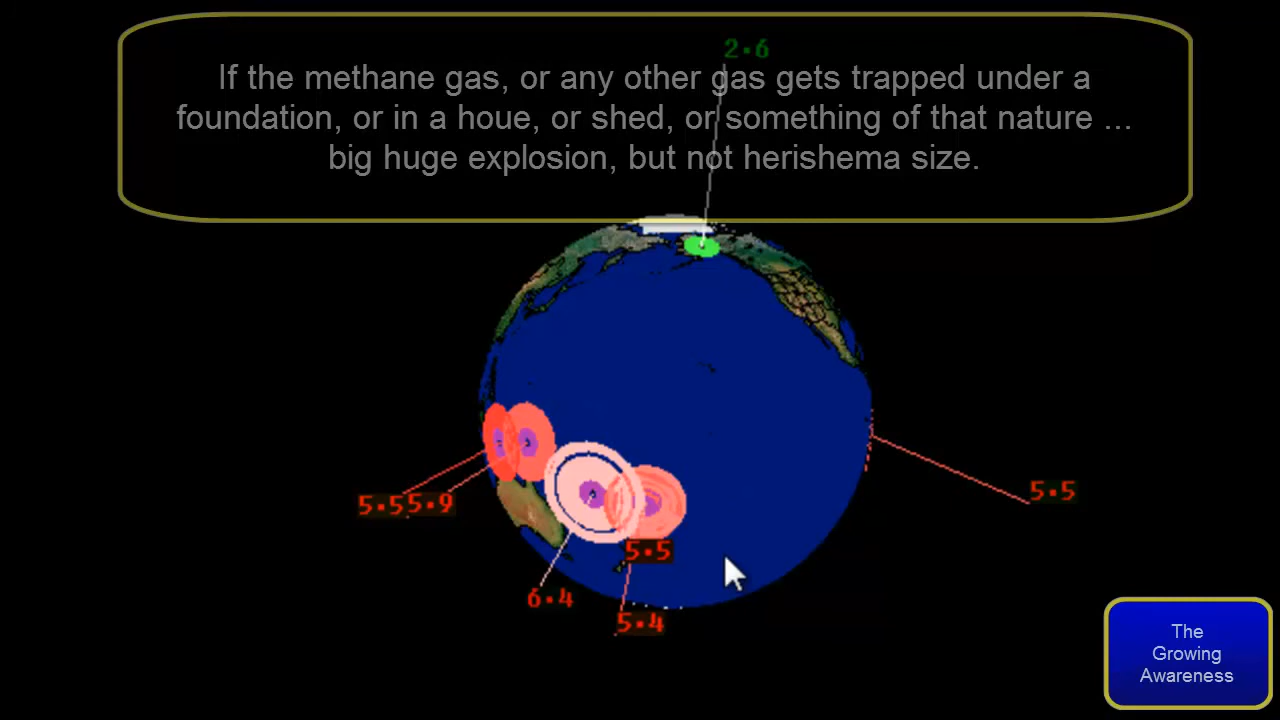 2.6
If the methane gas, or any other gas gets trapped under a
foundation, or in a houe, or shed, or something of that nature ...
big huge explosion, but not herishema size.
5.5
5.5 5.9
5.5
6.4
5.4
The
Growing
Awareness